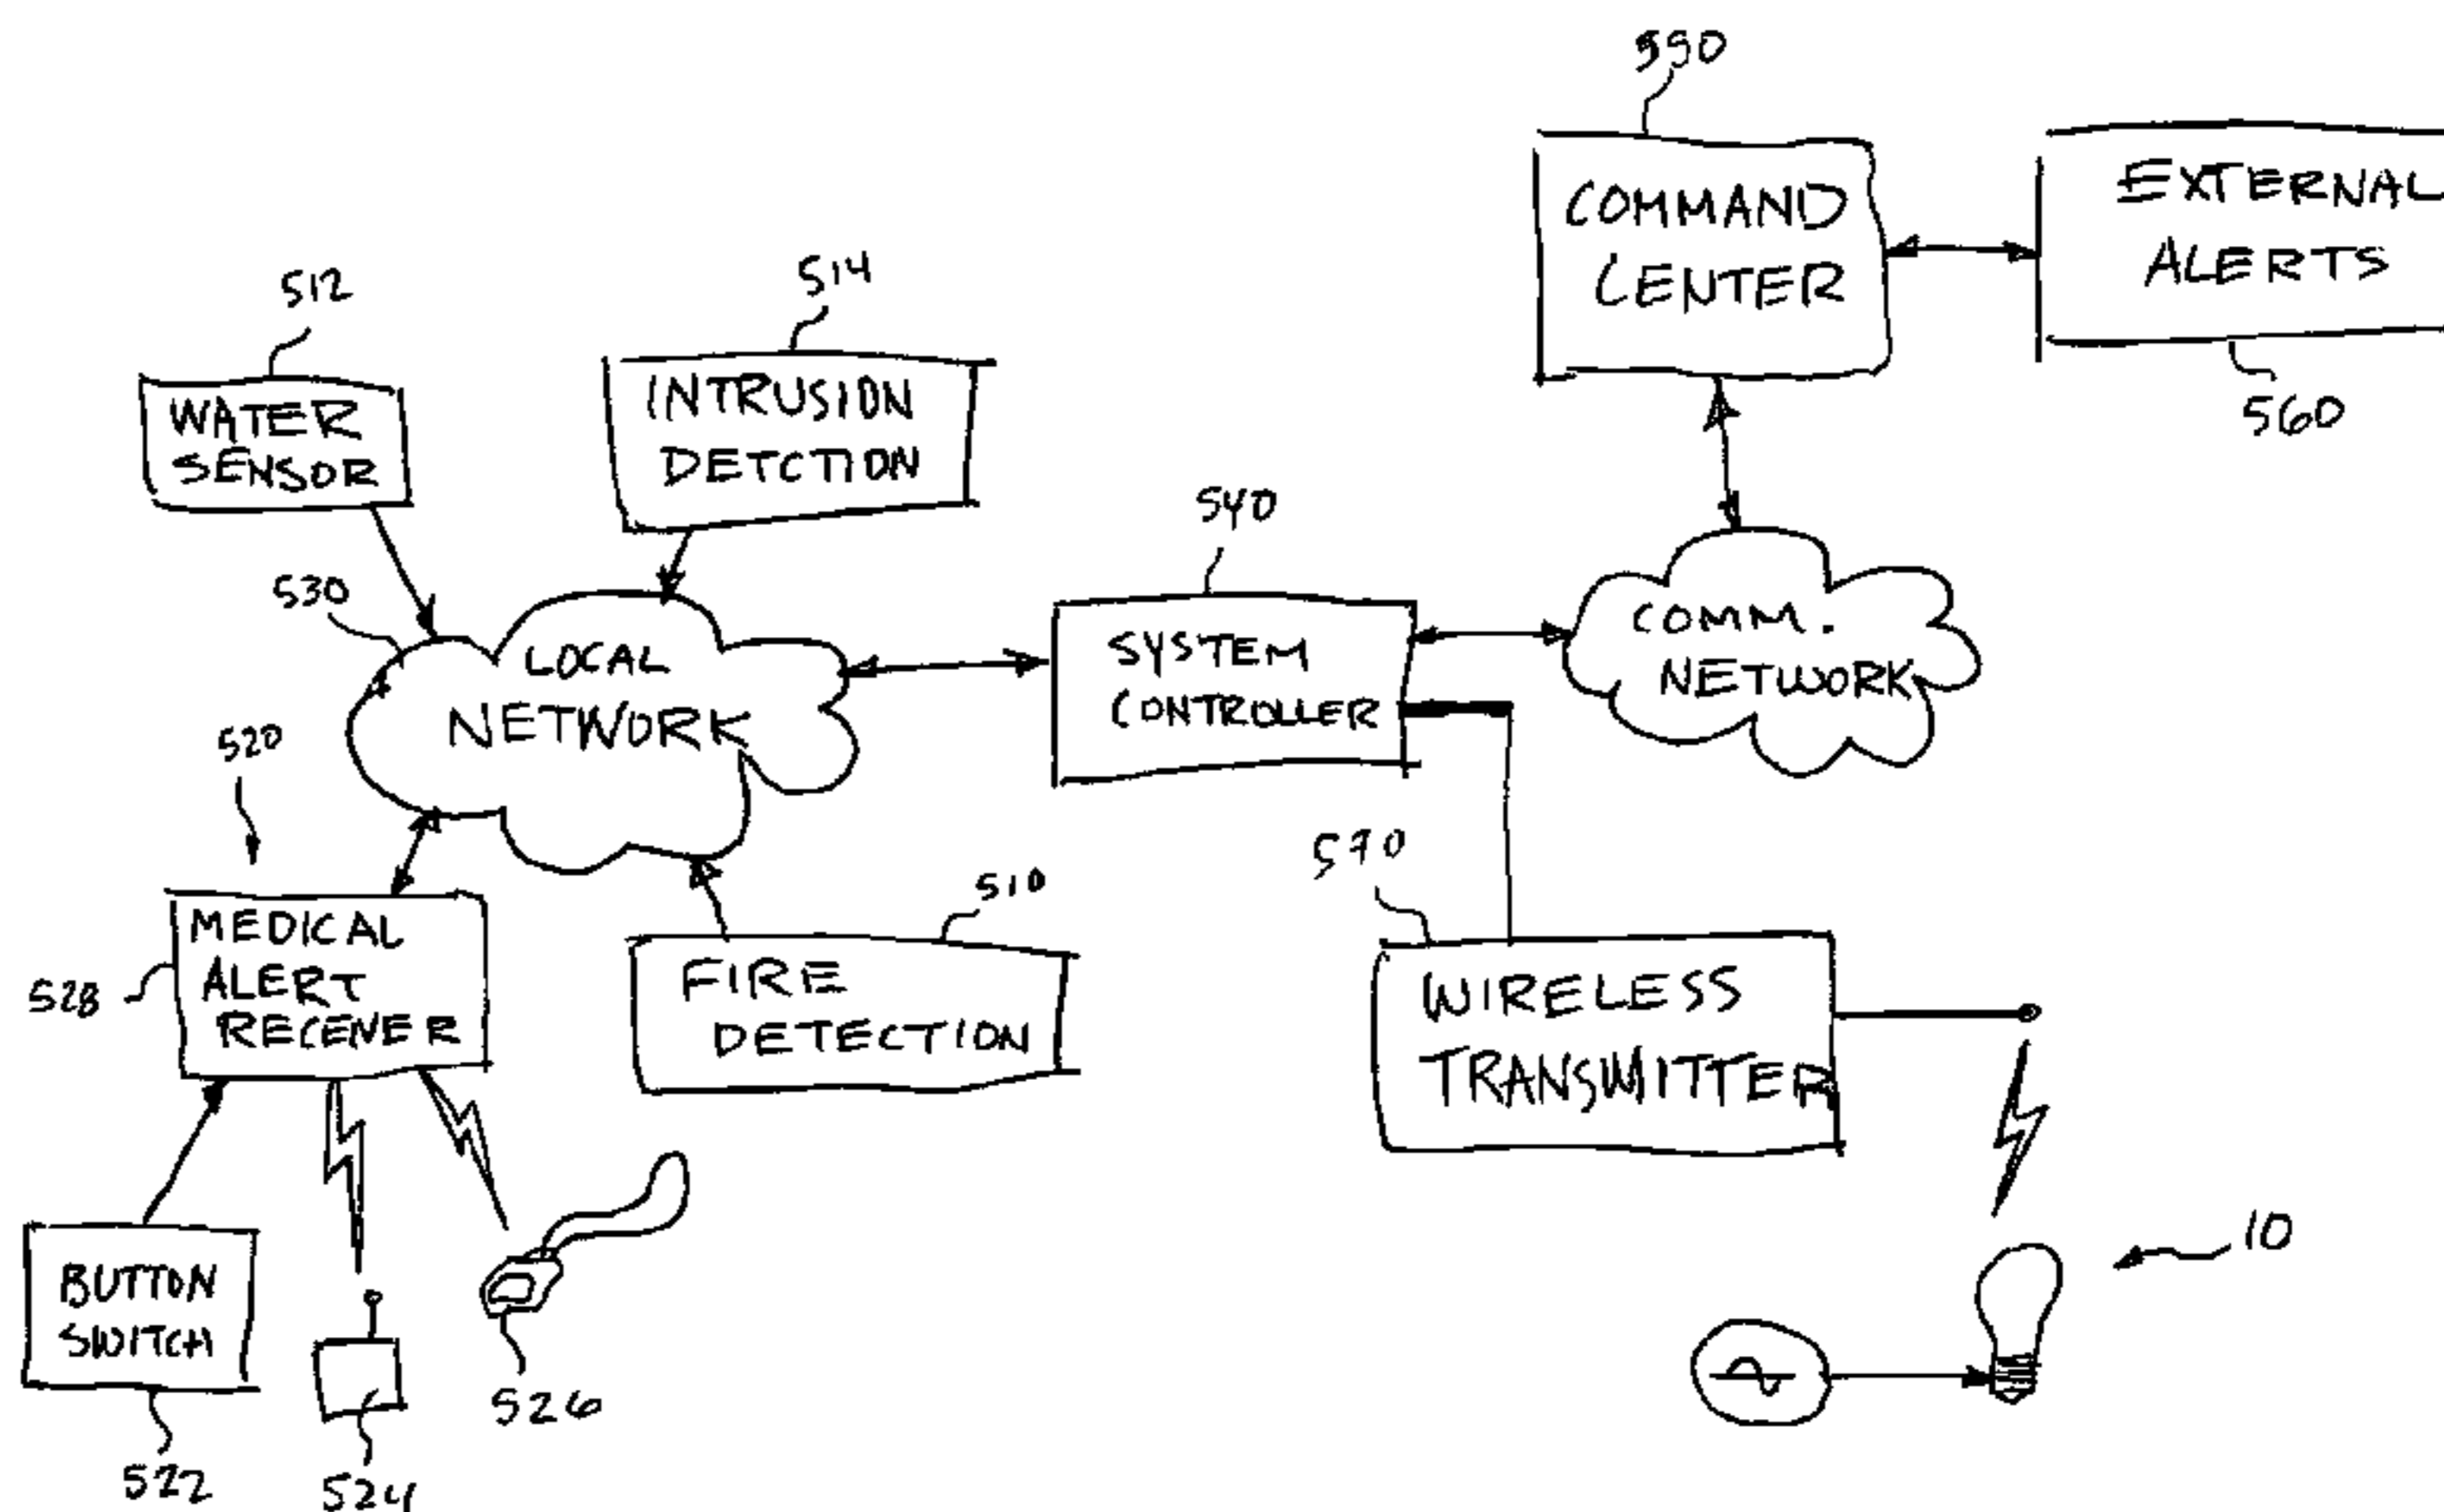 550
COMMAND
CENTER
EXTERNAL
ALERTS
560
512
WATER
SENSOR
514
INTRUSION
DETCTION
530
LOCAL
NETWORK
540
SYSTEM
CONTROLLER
COMM.
NETWORK
520
MEDICAL
ALERT
RECEIVER
528
510
FIRE
DETECTION
570
WIRELESS
TRANSMITTER
BUTTON
SWITCH
522
524
526
10